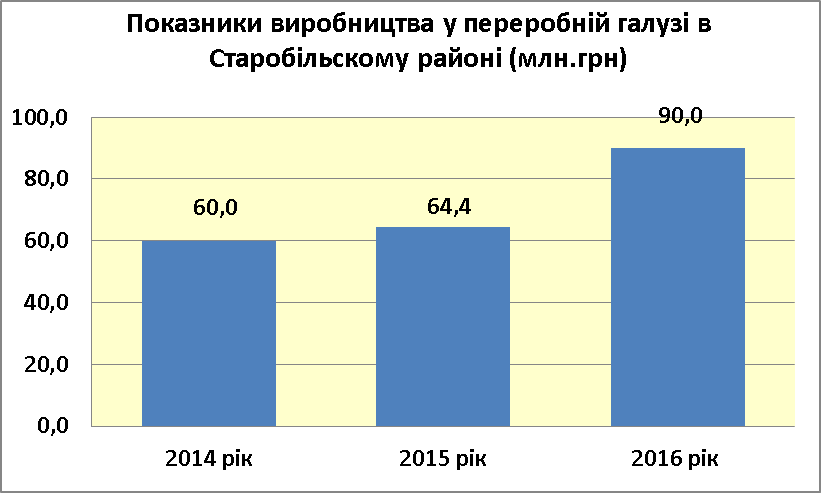 Показники виробництва у переробній галузі в
Старобільскому районі (млн.грн)
100,0
80,0
60,0
40,0
20,0
0,0
60,0
64,4
90,0
2014 рік
2015 рік
2016 рік